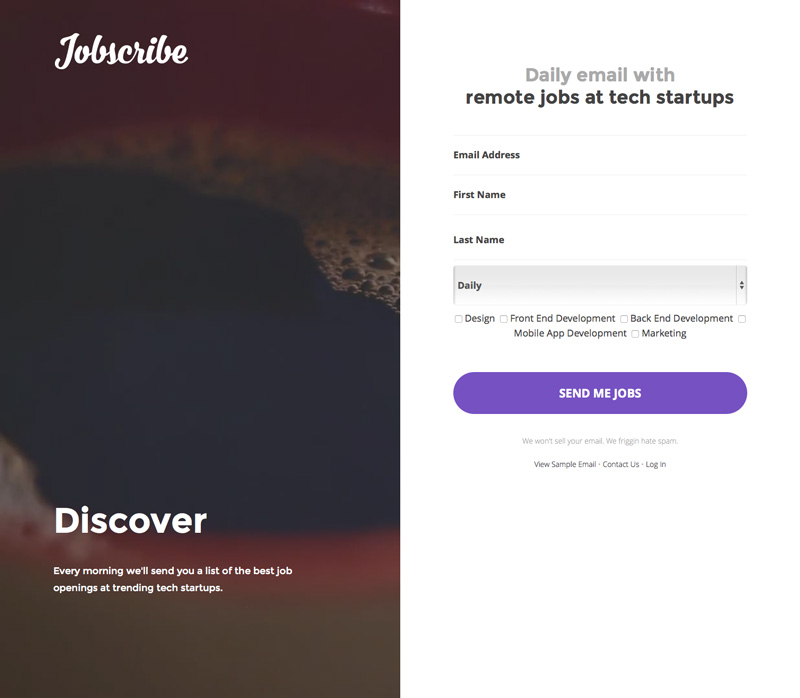 Jobscribe
Discover
Every morning we'll send you a list of the best job
openings at trending tech startups.
Daily email with
remote jobs at tech startups
Email Address
First Name
Last Name
Daily
Design Front End Development Back End Development
Mobile App Development Marketing
SEND ME JOBS
We won't sell your email. We friggin hate spam.
View Sample Email · Contact Us · Log In